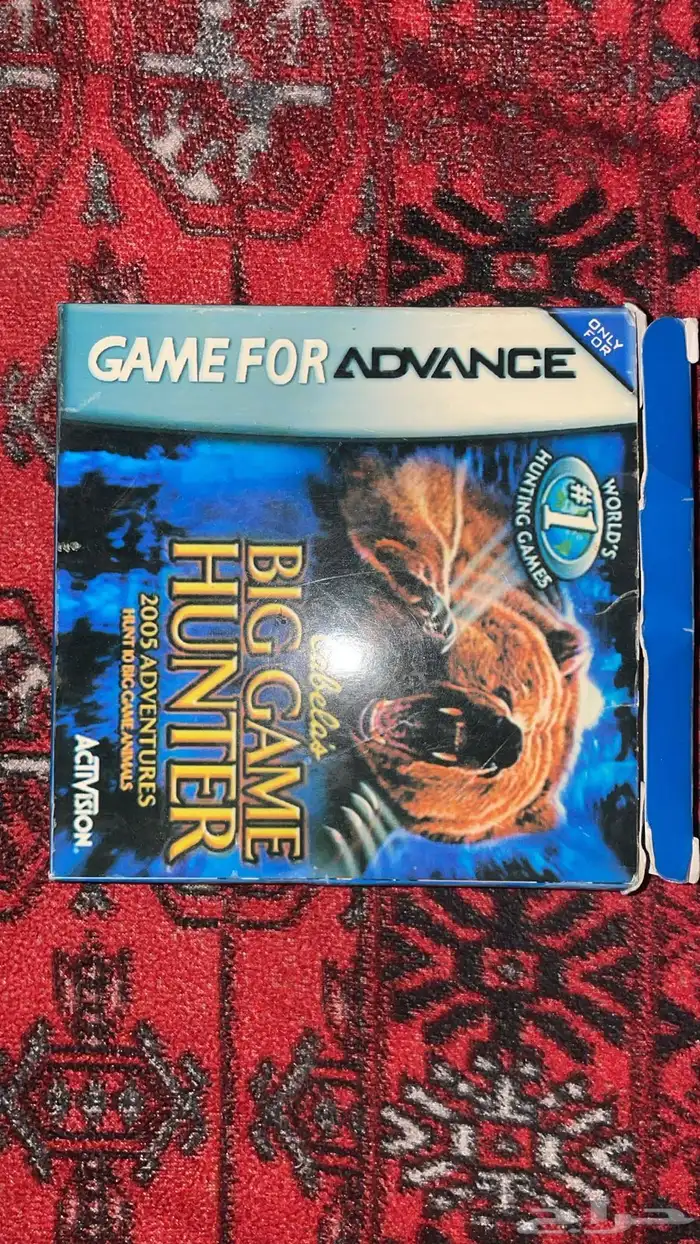 GAME FOR ADVANCE
ONLY
FOR
WORLD'S
#1
HUNTING GAMES
Cabela's
BIG GAME
HUNTER
2005 ADVENTURES
HUNT 10 BIG GAME ANIMALS
ACTIVISION.
حراج